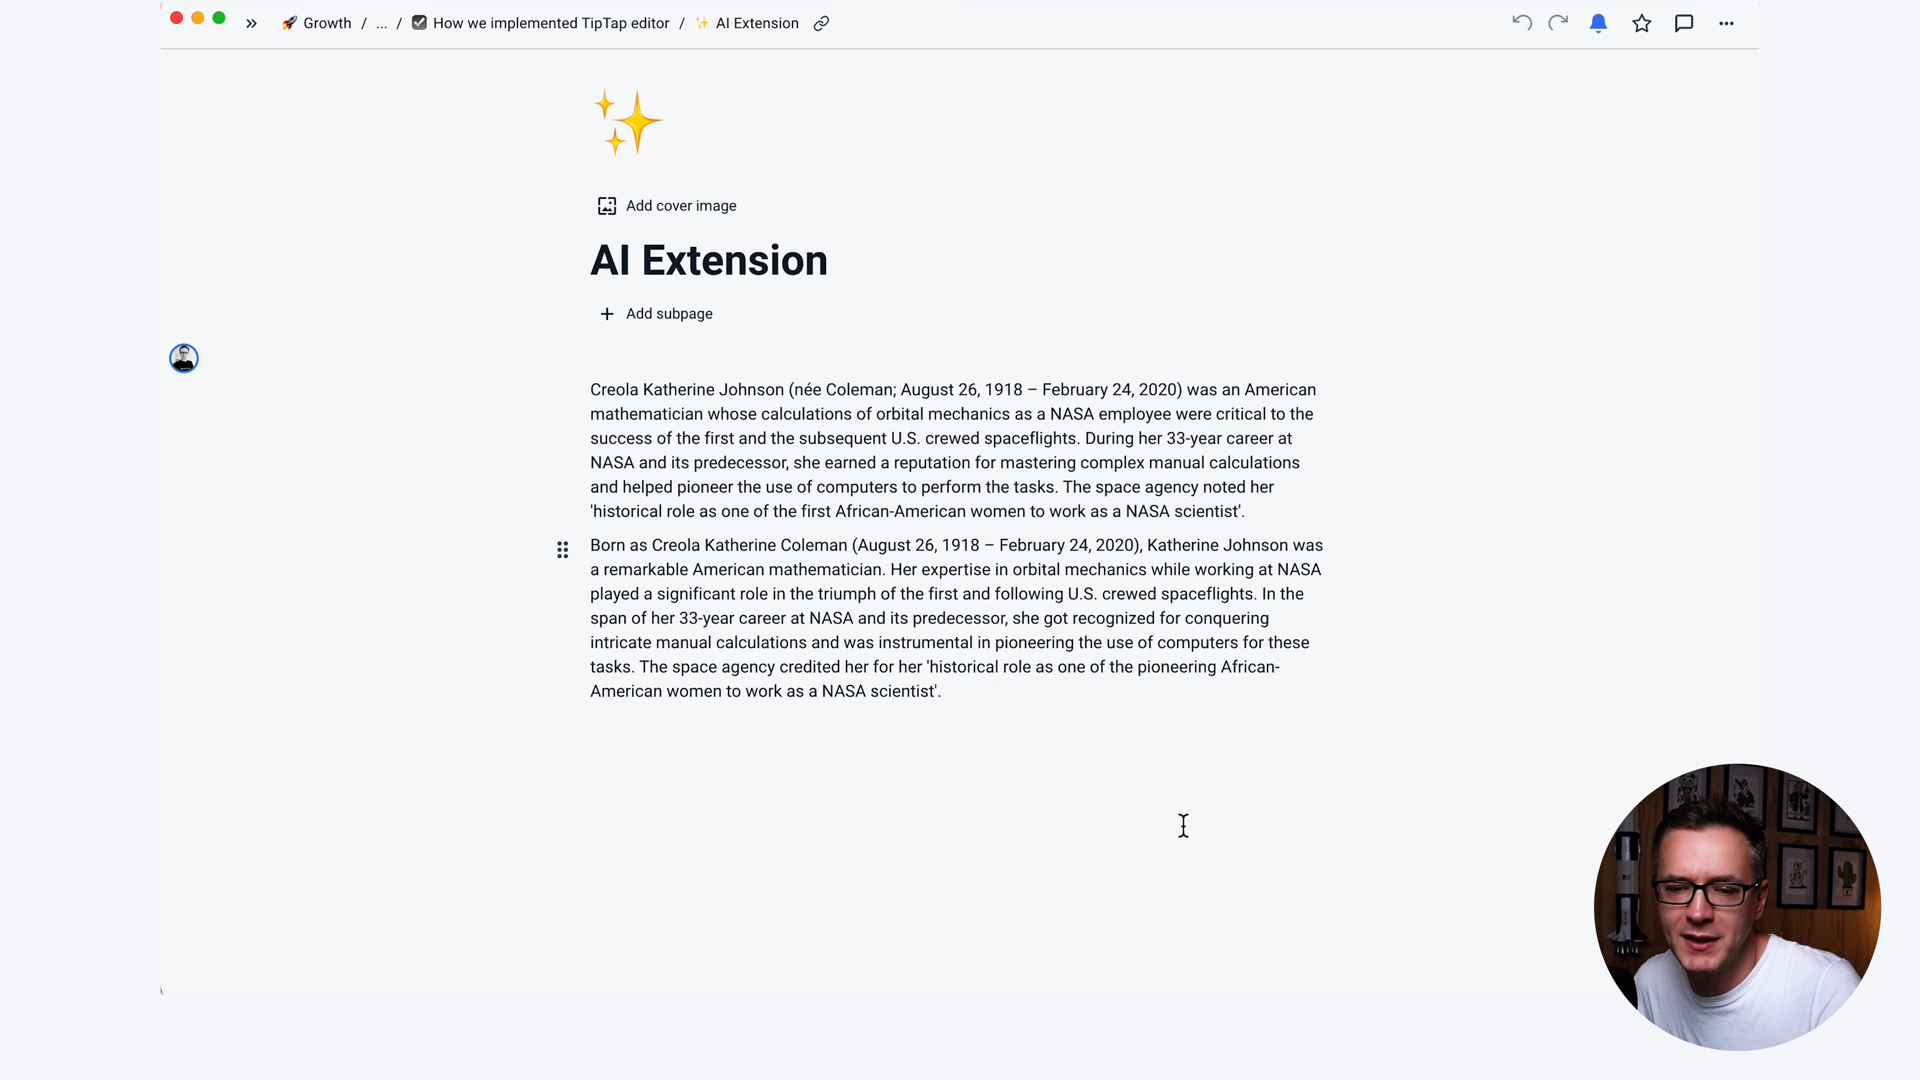 Growth / ... / How we implemented TipTap editor / AI Extension
Add cover image
AI Extension
Add subpage
Creola Katherine Johnson (née Coleman; August 26, 1918 – February 24, 2020) was an American
mathematician whose calculations of orbital mechanics as a NASA employee were critical to the
success of the first and the subsequent U.S. crewed spaceflights. During her 33-year career at
NASA and its predecessor, she earned a reputation for mastering complex manual calculations
and helped pioneer the use of computers to perform the tasks. The space agency noted her
'historical role as one of the first African-American women to work as a NASA scientist'.
Born as Creola Katherine Coleman (August 26, 1918 – February 24, 2020), Katherine Johnson was
a remarkable American mathematician. Her expertise in orbital mechanics while working at NASA
played a significant role in the triumph of the first and following U.S. crewed spaceflights. In the
span of her 33-year career at NASA and its predecessor, she got recognized for conquering
intricate manual calculations and was instrumental in pioneering the use of computers for these
tasks. The space agency credited her for her 'historical role as one of the pioneering African-
American women to work as a NASA scientist'.